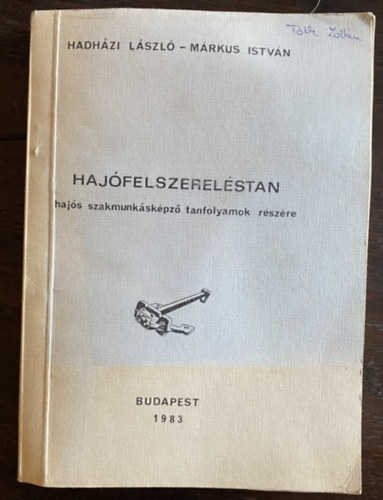 HADHÁZI LÁSZLÓ – MÁRKUS ISTVÁN
HAJÓFELSZERELÉSTAN
hajós szakmunkásképző tanfolyamok részére
BUDAPEST
1983